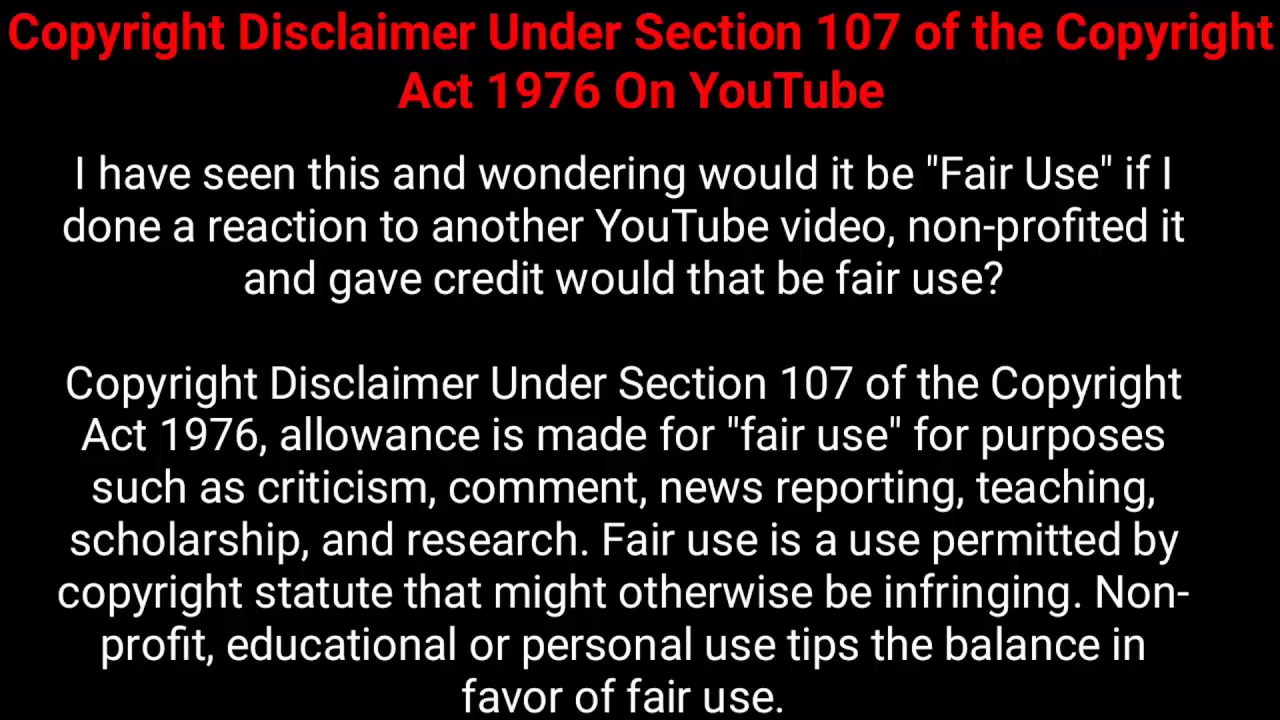 Copyright Disclaimer Under Section 107 of the Copyright
Act 1976 On YouTube
I have seen this and wondering would it be "Fair Use" if I
done a reaction to another YouTube video, non-profited it
and gave credit would that be fair use?
Copyright Disclaimer Under Section 107 of the Copyright
Act 1976, allowance is made for "fair use" for purposes
such as criticism, comment, news reporting, teaching,
scholarship, and research. Fair use is a use permitted by
copyright statute that might otherwise be infringing. Non-
profit, educational or personal use tips the balance in
favor of fair use.